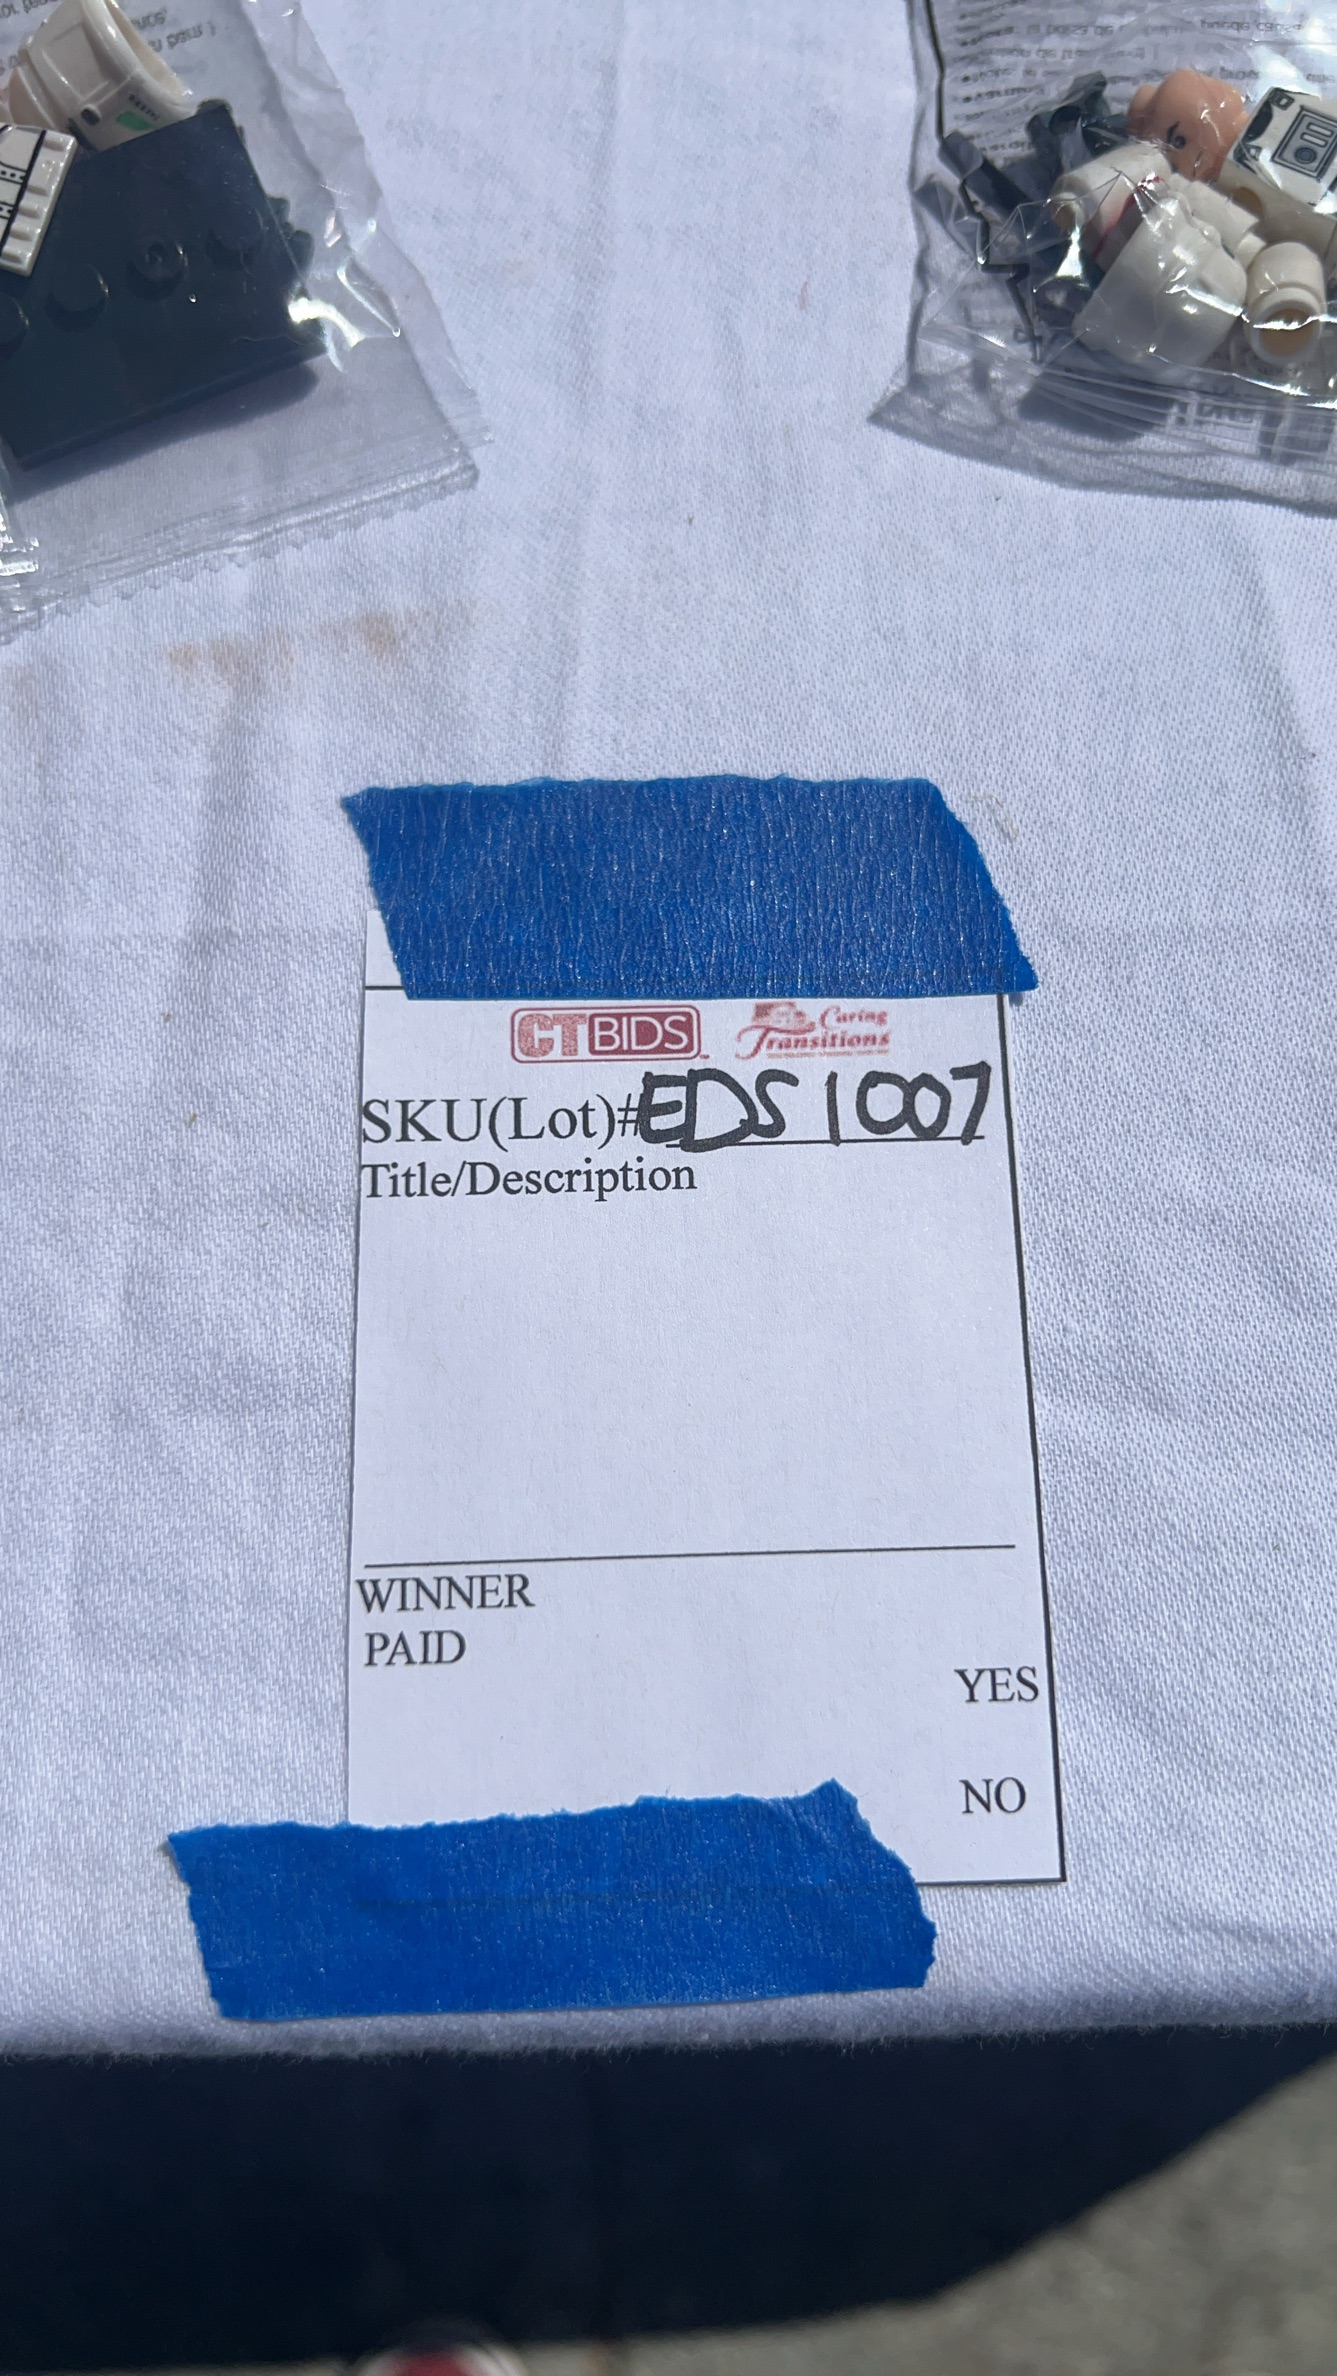 CTBIDS
Caring
Transitions
SKU(Lot)#EDS1007
Title/Description
WINNER
PAID
YES
NO